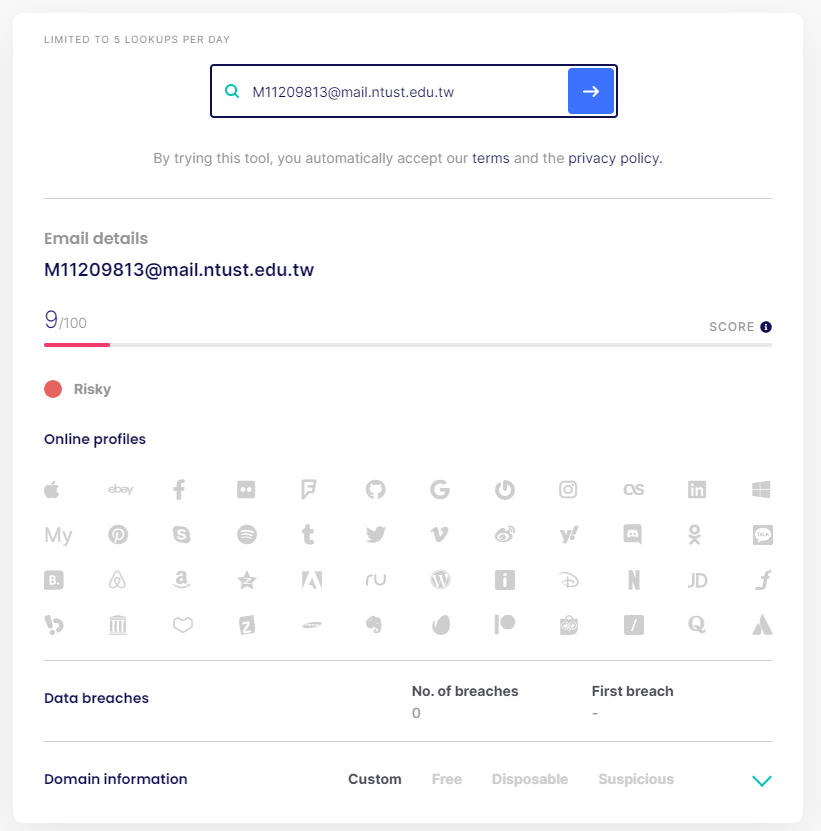 LIMITED TO 5 LOOKUPS PER DAY
M11209813@mail.ntust.edu.tw
By trying this tool, you automatically accept our terms and the privacy policy.
Email details
M11209813@mail.ntust.edu.tw
9/100
SCORE
Risky
Online profiles
ebay
My
TALK
B.
JD
Data breaches
No. of breaches
First breach
0
-
Domain information
Custom
Free
Disposable
Suspicious